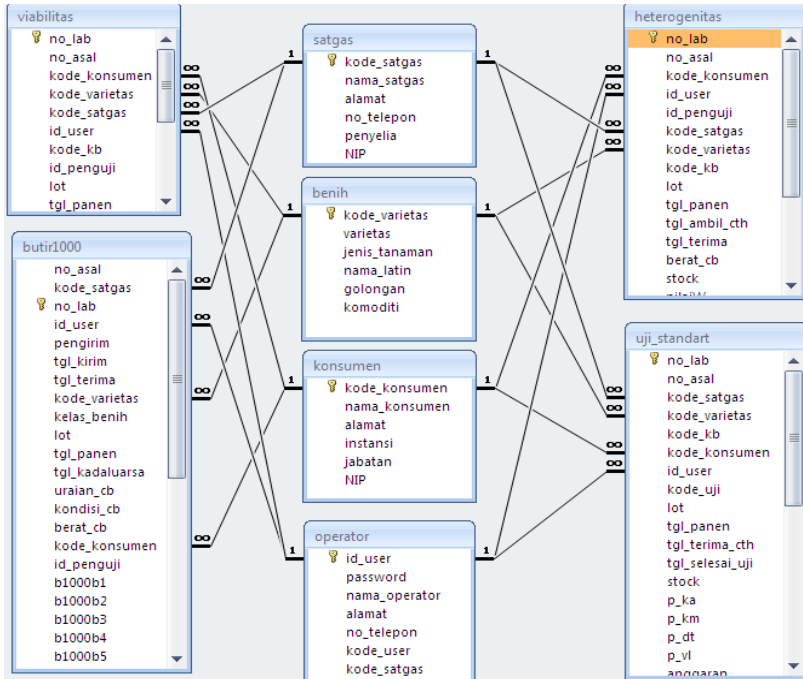 viabilitas
no_lab
no_asal
kode_konsumen
kode_varietas
kode_satgas
id_user
kode_kb
id_penguji
lot
tgl_panen
butir1000
no_asal
kode_satgas
no_lab
id_user
pengirim
tgl_kirim
tgl_terima
kode_varietas
kelas_benih
lot
tgl_panen
tgl_kadaluarsa
uraian_cb
kondisi_cb
berat_cb
kode_konsumen
id_penguji
b1000b1
b1000b2
b1000b3
b1000b4
b1000b5
∞
∞
∞
∞
∞
∞
∞
∞
satgas
kode_satgas
nama_satgas
alamat
no_telepon
penyelia
NIP
1
1
benih
kode_varietas
varietas
jenis_tanaman
nama_latin
golongan
komoditi
1
1
konsumen
kode_konsumen
nama_konsumen
alamat
instansi
jabatan
NIP
1
1
operator
id_user
password
nama_operator
alamat
no_telepon
kode_user
kode_satgas
1
1
heterogenitas
no_lab
no_asal
kode_konsumen
id_user
id_penguji
kode_satgas
kode_varietas
kode_kb
lot
tgl_panen
tgl_ambil_cth
tgl_terima
berat_cb
stock
∞
∞
∞
∞
uji_standart
no_lab
no_asal
kode_satgas
kode_varietas
kode_kb
kode_konsumen
id_user
kode_uji
lot
tgl_panen
tgl_terima_cth
tgl_selesai_uji
stock
p_ka
p_km
p_dt
p_vl
anggaran
∞
∞
∞
∞